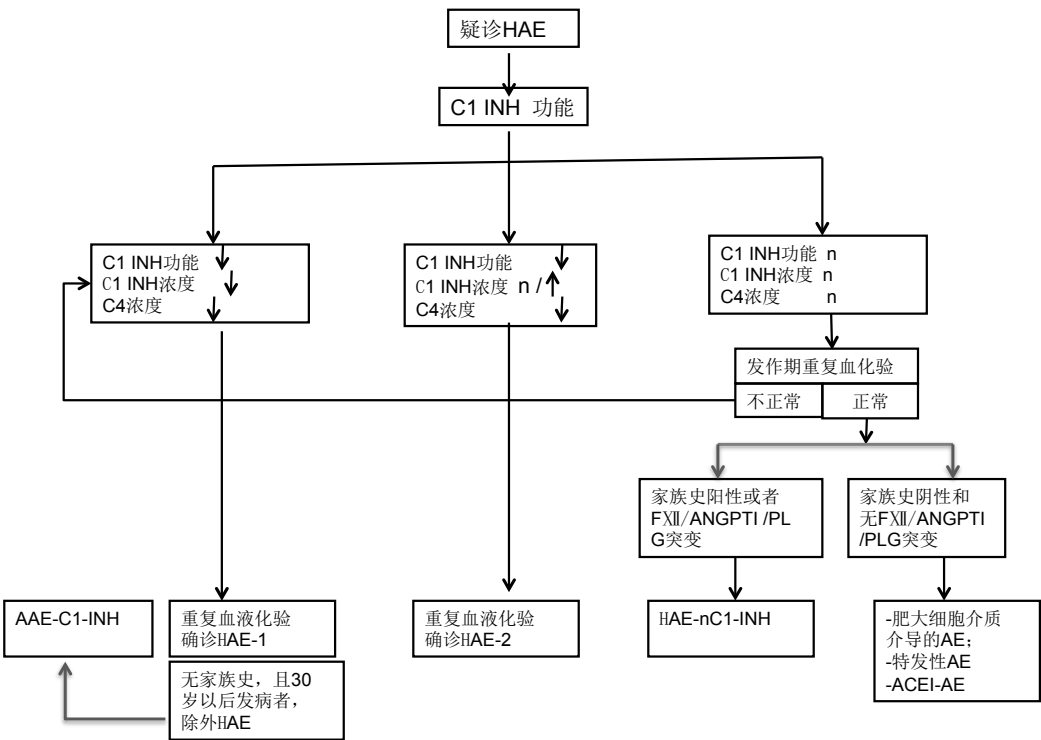 疑诊HAE
C1 INH 功能
C1 INH功能 ↓
C1 INH浓度 ↓
C4浓度 ↓
C1 INH功能 ↓
C1 INH浓度 n /↑
C4浓度 ↓
C1 INH功能 n
C1 INH浓度 n
C4浓度 n
发作期重复血化验
不正常
正常
家族史阳性或者
FⅫ/ANGPTI /PL
G突变
家族史阴性和
无FⅫ/ANGPTI
/PLG突变
AAE-C1-INH
重复血液化验
确诊HAE-1
无家族史，且30
岁以后发病者，
除外HAE
重复血液化验
确诊HAE-2
HAE-nC1-INH
-肥大细胞介质
介导的AE；
-特发性AE
-ACEI-AE